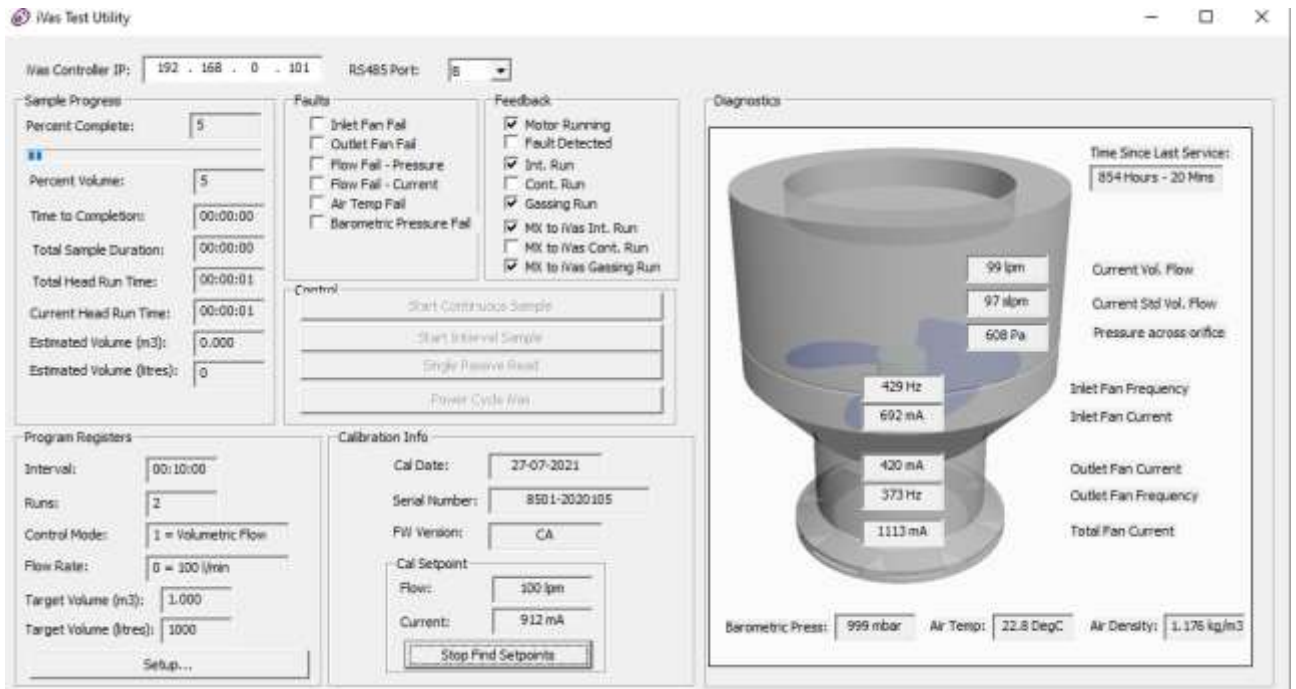 iVas Test Utility
iVas Controller IP: 192 . 168 . 0 . 101 RS485 Port: 8
Sample Progress
Percent Complete: 5
Percent Volume: 5
Time to Completion: 00:00:00
Total Sample Duration: 00:00:00
Total Head Run Time: 00:00:01
Current Head Run Time: 00:00:01
Estimated Volume (m3): 0.000
Estimated Volume (litres): 0
Faults
Inlet Fan Fail
Outlet Fan Fail
Flow Fail - Pressure
Flow Fail - Current
Air Temp Fail
Barometric Pressure Fail
Feedback
Motor Running
Fault Detected
Int. Run
Cont. Run
Gassing Run
MX to iVas Int. Run
MX to iVas Cont. Run
MX to iVas Gassing Run
Control
Start Continuous Sample
Start Interval Sample
Single Passive Read
Power Cycle iVas
Program Registers
Interval: 00:10:00
Runs: 2
Control Mode: 1 = Volumetric Flow
Flow Rate: 0 = 100 l/min
Target Volume (m3): 1.000
Target Volume (litres): 1000
Setup...
Calibration Info
Cal Date: 27-07-2021
Serial Number: 8501-2020105
FW Version: CA
Cal Setpoint
Flow: 100 lpm
Current: 912 mA
Stop Find Setpoints
Diagnostics
Time Since Last Service:
854 Hours - 20 Mins
99 lpm Current Vol. Flow
97 slpm Current Std Vol. Flow
608 Pa Pressure across orifice
429 Hz Inlet Fan Frequency
692 mA Inlet Fan Current
420 mA Outlet Fan Current
373 Hz Outlet Fan Frequency
1113 mA Total Fan Current
Barometric Press: 999 mbar Air Temp: 22.8 DegC Air Density: 1.176 kg/m3